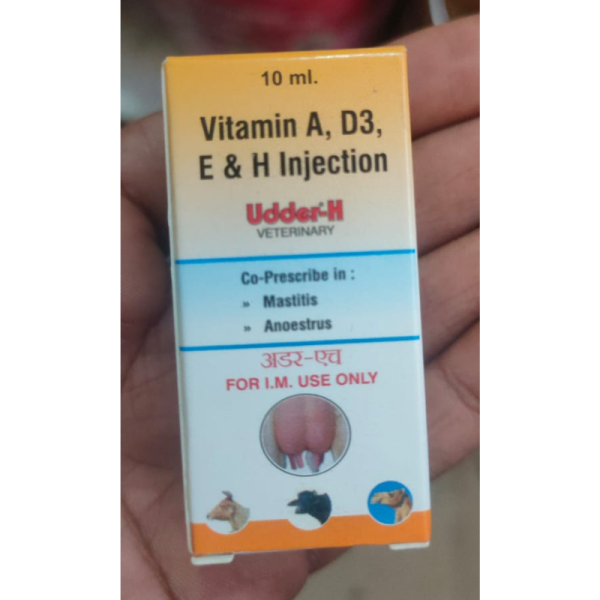 10 ml.
Vitamin A, D3,
E & H Injection
Udder-H
VETERINARY
Co-Prescribe in :
» Mastitis
» Anoestrus
अडर-एच
FOR I.M. USE ONLY